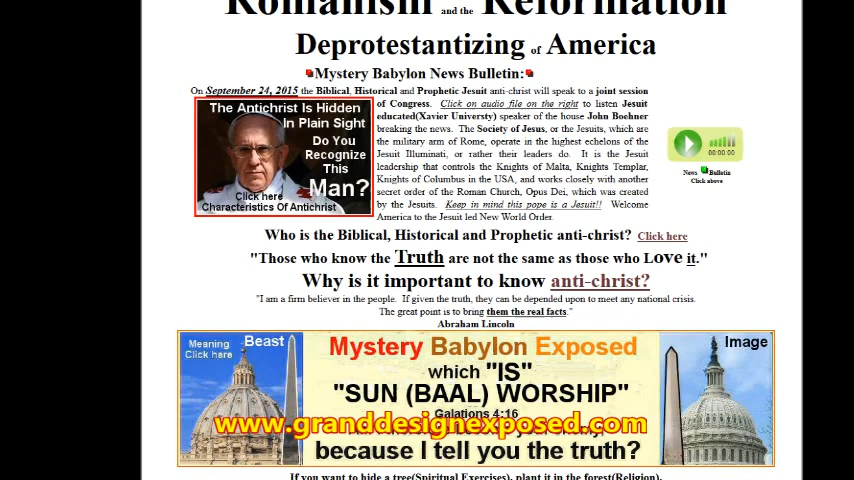 Romanism and the Reformation
Deprotestantizing of America
Mystery Babylon News Bulletin:
On September 24, 2015 the Biblical, Historical and Prophetic Jesuit anti-christ will speak to a joint session
of Congress. Click on audio file on the right to listen Jesuit
educated(Xavier Universty) speaker of the house John Boehner
breaking the news. The Society of Jesus, or the Jesuits, which are
the military arm of Rome, operate in the highest echelons of the
Jesuit Illuminati, or rather their leaders do. It is the Jesuit
leadership that controls the Knights of Malta, Knights Templar,
Knights of Columbus in the USA, and works closely with another
secret order of the Roman Church, Opus Dei, which was created
by the Jesuits. Keep in mind this pope is a Jesuit!! Welcome
America to the Jesuit led New World Order.
The Antichrist Is Hidden
In Plain Sight
Do You
Recognize
This
Man?
Click here
Characteristics Of Antichrist
00:00:00
News Bulletin
Click above
Who is the Biblical, Historical and Prophetic anti-christ? Click here
"Those who know the Truth are not the same as those who Love it."
Why is it important to know anti-christ?
"I am a firm believer in the people. If given the truth, they can be depended upon to meet any national crisis.
The great point is to bring them the real facts."
Abraham Lincoln
Meaning
Click here
Beast
Mystery Babylon Exposed
which "IS"
"SUN (BAAL) WORSHIP"
Galations 4:16
www.granddesignexposed.com
because I tell you the truth?
Image
If you want to hide a tree(Spiritual Exercises), plant it in the forest(Religion).